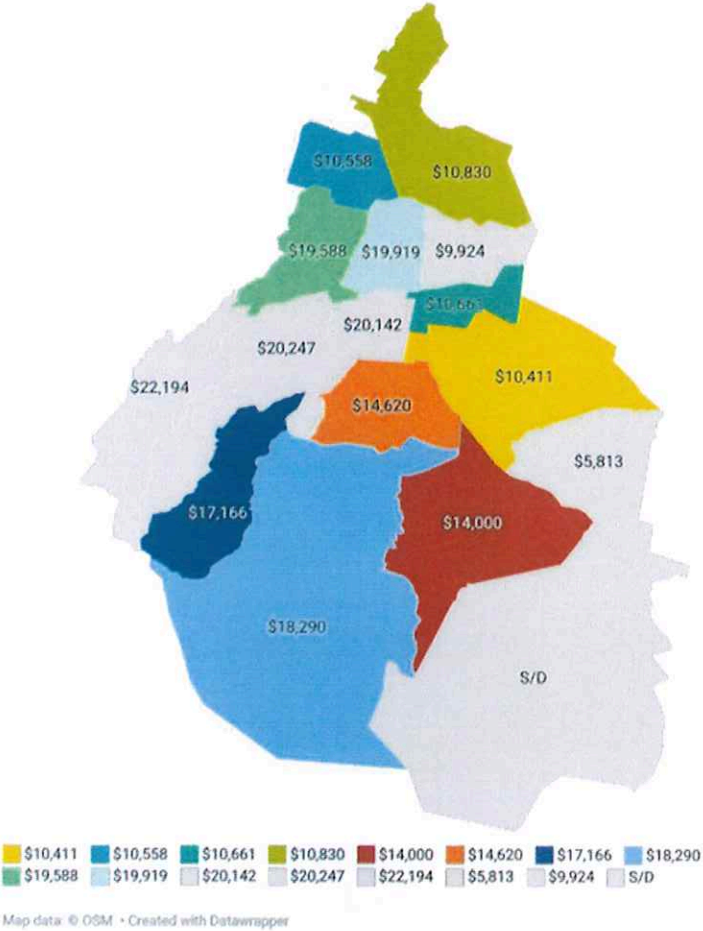 $10,558
$10,830
$19,588 $19,919 $9,924
$10,661
$20,142
$20,247
$22,194
$10,411
$14,620
$5,813
$17,166
$14,000
$18,290
S/D
$10,411 $10,558 $10,661 $10,830 $14,000 $14,620 $17,166 $18,290
$19,588 $19,919 $20,142 $20,247 $22,194 $5,813 $9,924 S/D
Map data: © OSM • Created with Datawrapper